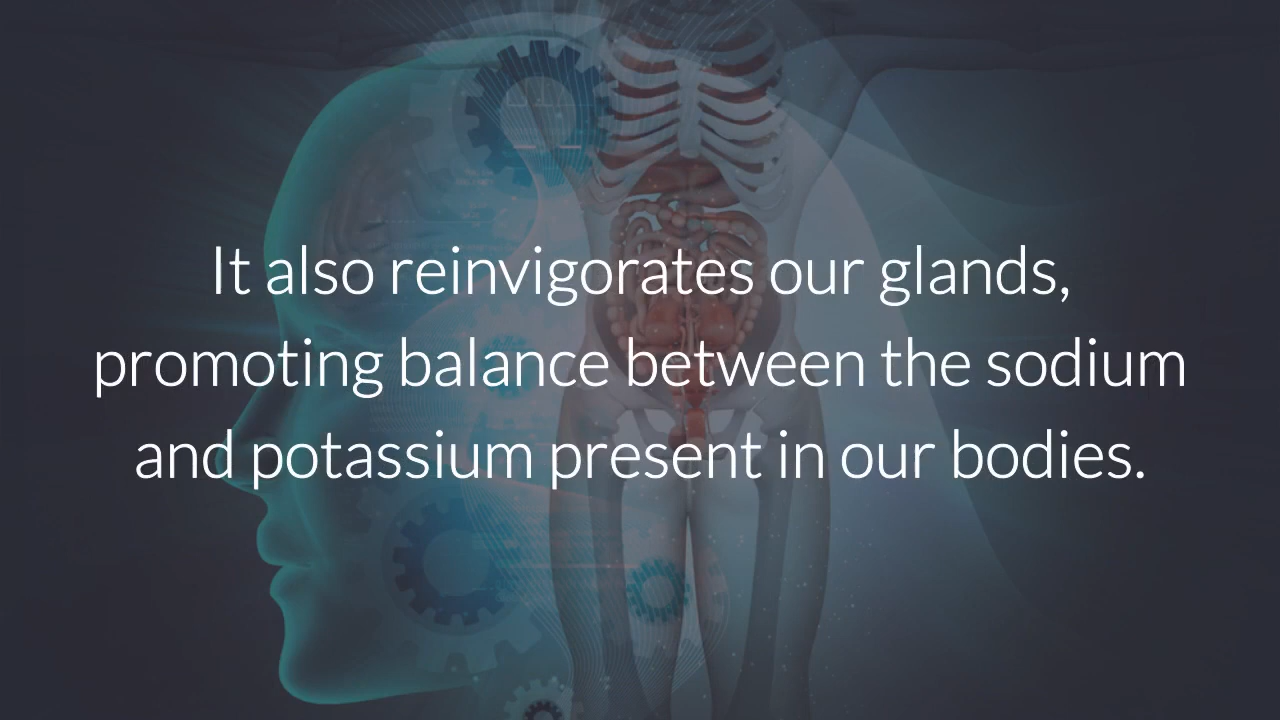 It also reinvigorates our glands,
promoting balance between the sodium
and potassium present in our bodies.